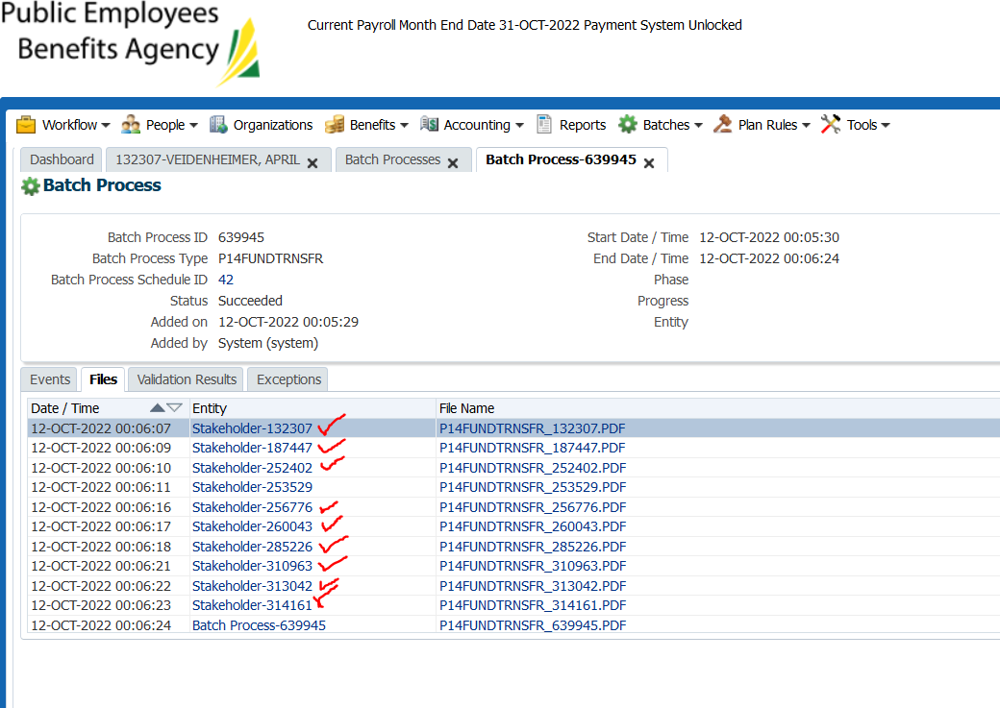 Public Employees
Benefits Agency
Current Payroll Month End Date 31-OCT-2022 Payment System Unlocked
Workflow People Organizations Benefits Accounting Reports Batches Plan Rules Tools
Dashboard 132307-VEIDENHEIMER, APRIL Batch Processes Batch Process-639945
Batch Process
Batch Process ID 639945 Start Date / Time 12-OCT-2022 00:05:30
Batch Process Type P14FUNDTRNSFR End Date / Time 12-OCT-2022 00:06:24
Batch Process Schedule ID 42 Phase
Status Succeeded Progress
Added on 12-OCT-2022 00:05:29 Entity
Added by System (system)
Events Files Validation Results Exceptions
Date / Time Entity File Name
12-OCT-2022 00:06:07 Stakeholder-132307 P14FUNDTRNSFR_132307.PDF
12-OCT-2022 00:06:09 Stakeholder-187447 P14FUNDTRNSFR_187447.PDF
12-OCT-2022 00:06:10 Stakeholder-252402 P14FUNDTRNSFR_252402.PDF
12-OCT-2022 00:06:11 Stakeholder-253529 P14FUNDTRNSFR_253529.PDF
12-OCT-2022 00:06:16 Stakeholder-256776 P14FUNDTRNSFR_256776.PDF
12-OCT-2022 00:06:17 Stakeholder-260043 P14FUNDTRNSFR_260043.PDF
12-OCT-2022 00:06:18 Stakeholder-285226 P14FUNDTRNSFR_285226.PDF
12-OCT-2022 00:06:21 Stakeholder-310963 P14FUNDTRNSFR_310963.PDF
12-OCT-2022 00:06:22 Stakeholder-313042 P14FUNDTRNSFR_313042.PDF
12-OCT-2022 00:06:23 Stakeholder-314161 P14FUNDTRNSFR_314161.PDF
12-OCT-2022 00:06:24 Batch Process-639945 P14FUNDTRNSFR_639945.PDF